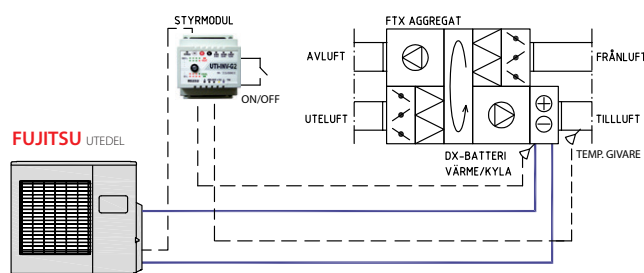 STYRMODUL
FTX AGGREGAT
UTI-INV-G2
AVLUFT
FRÅNLUFT
ON/OFF
UTELUFT
TILLLUFT
FUJITSU UTEDEL
DX-BATTERI
VÄRME/KYLA
TEMP. GIVARE